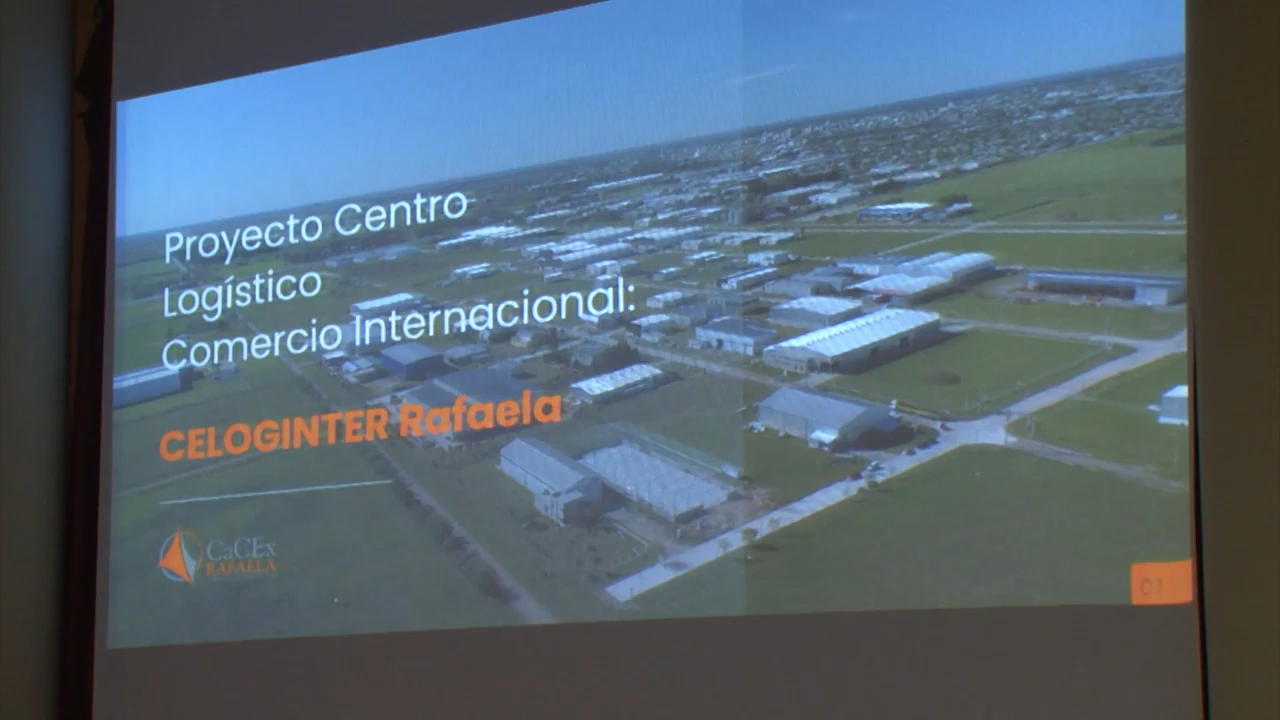 Proyecto Centro
Logístico
Comercio Internacional:
CELOGINTER Rafaela
CaCEx
RAFAELA
01